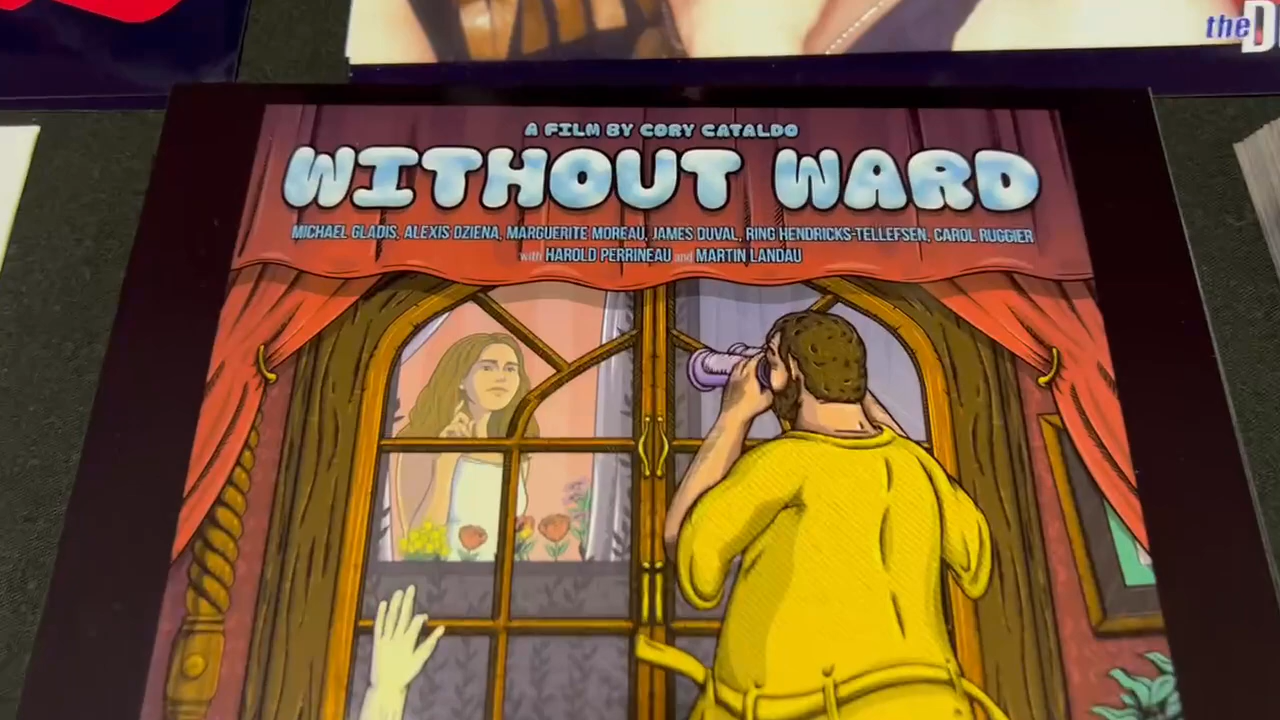 the D
A FILM BY CORY CATALDO
WITHOUT WARD
MICHAEL GLADIS, ALEXIS DZIENA, MARGUERITE MOREAU, JAMES DUVAL, RING HENDRICKS-TELLEFSEN, CAROL RUGGIER
with HAROLD PERRINEAU and MARTIN LANDAU